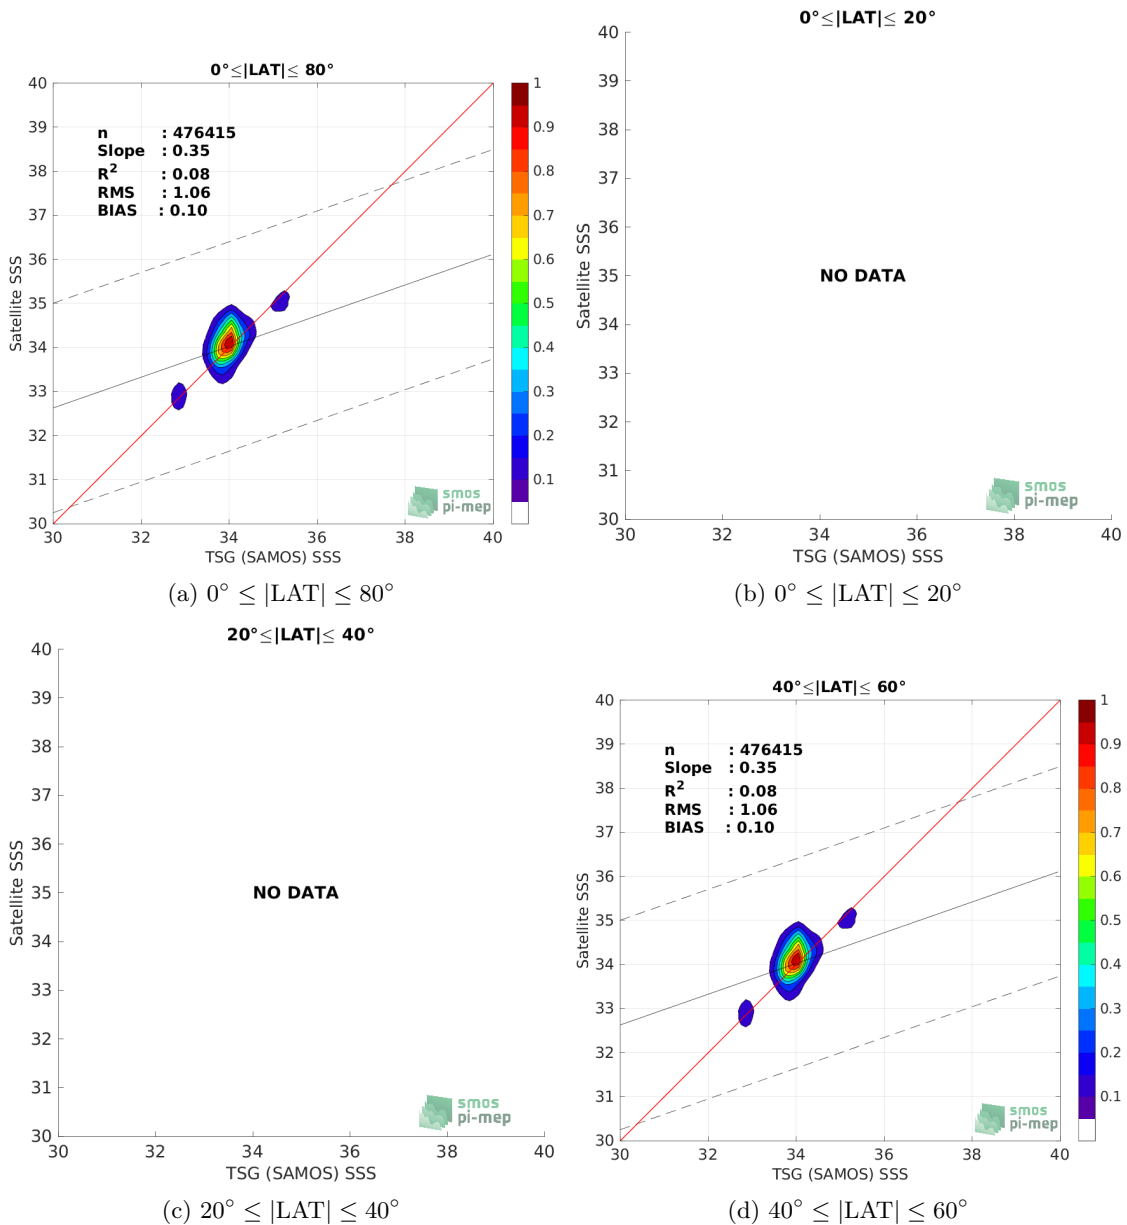 0°≤|LAT|≤ 80°
40
39
38
37
36
35
34
33
32
31
30
Satellite SSS
n : 476415
Slope : 0.35
R² : 0.08
RMS : 1.06
BIAS : 0.10
smos
pi-mep
30 32 34 36 38 40
TSG (SAMOS) SSS
1
0.9
0.8
0.7
0.6
0.5
0.4
0.3
0.2
0.1
(a) 0° ≤ |LAT| ≤ 80°
0°≤|LAT|≤ 20°
40
39
38
37
36
35
34
33
32
31
30
Satellite SSS
NO DATA
smos
pi-mep
30 32 34 36 38 40
TSG (SAMOS) SSS
(b) 0° ≤ |LAT| ≤ 20°
20°≤|LAT|≤ 40°
40
39
38
37
36
35
34
33
32
31
30
Satellite SSS
NO DATA
smos
pi-mep
30 32 34 36 38 40
TSG (SAMOS) SSS
(c) 20° ≤ |LAT| ≤ 40°
40°≤|LAT|≤ 60°
40
39
38
37
36
35
34
33
32
31
30
Satellite SSS
n : 476415
Slope : 0.35
R² : 0.08
RMS : 1.06
BIAS : 0.10
smos
pi-mep
30 32 34 36 38 40
TSG (SAMOS) SSS
1
0.9
0.8
0.7
0.6
0.5
0.4
0.3
0.2
0.1
(d) 40° ≤ |LAT| ≤ 60°